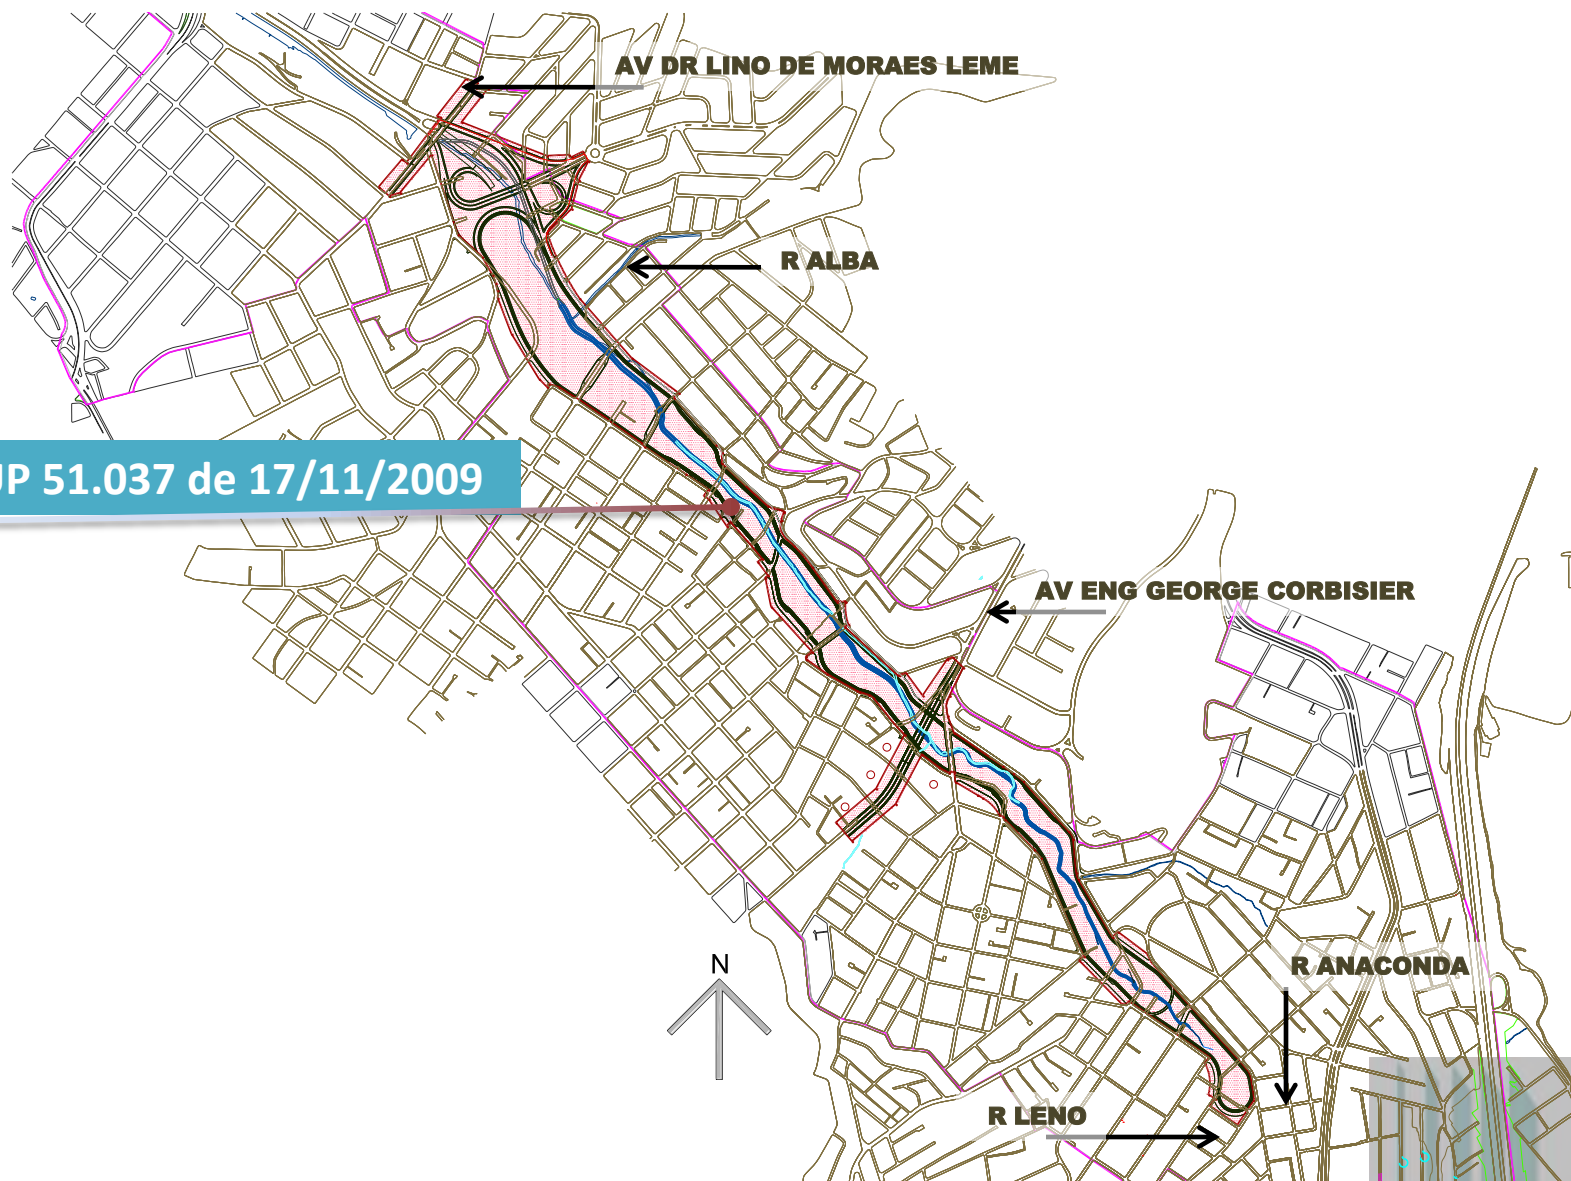 AV DR LINO DE MORAES LEME
R ALBA
UP 51.037 de 17/11/2009
AV ENG GEORGE CORBISIER
R ANACONDA
N
R LENO